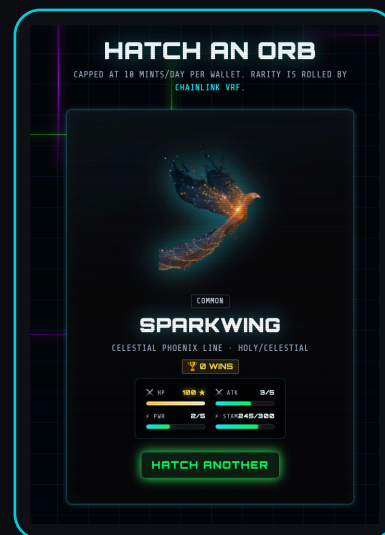 HATCH AN ORB
CAPPED AT 10 MINTS/DAY PER WALLET. RARITY IS ROLLED BY
CHAINLINK VRF.
COMMON
SPARKWING
CELESTIAL PHOENIX LINE · HOLY/CELESTIAL
🏆 0 WINS
⚔ HP 100 ★ ⚔ ATK 3/5
⚡ PWR 2/5 ⚡ STAM 245/300
HATCH ANOTHER